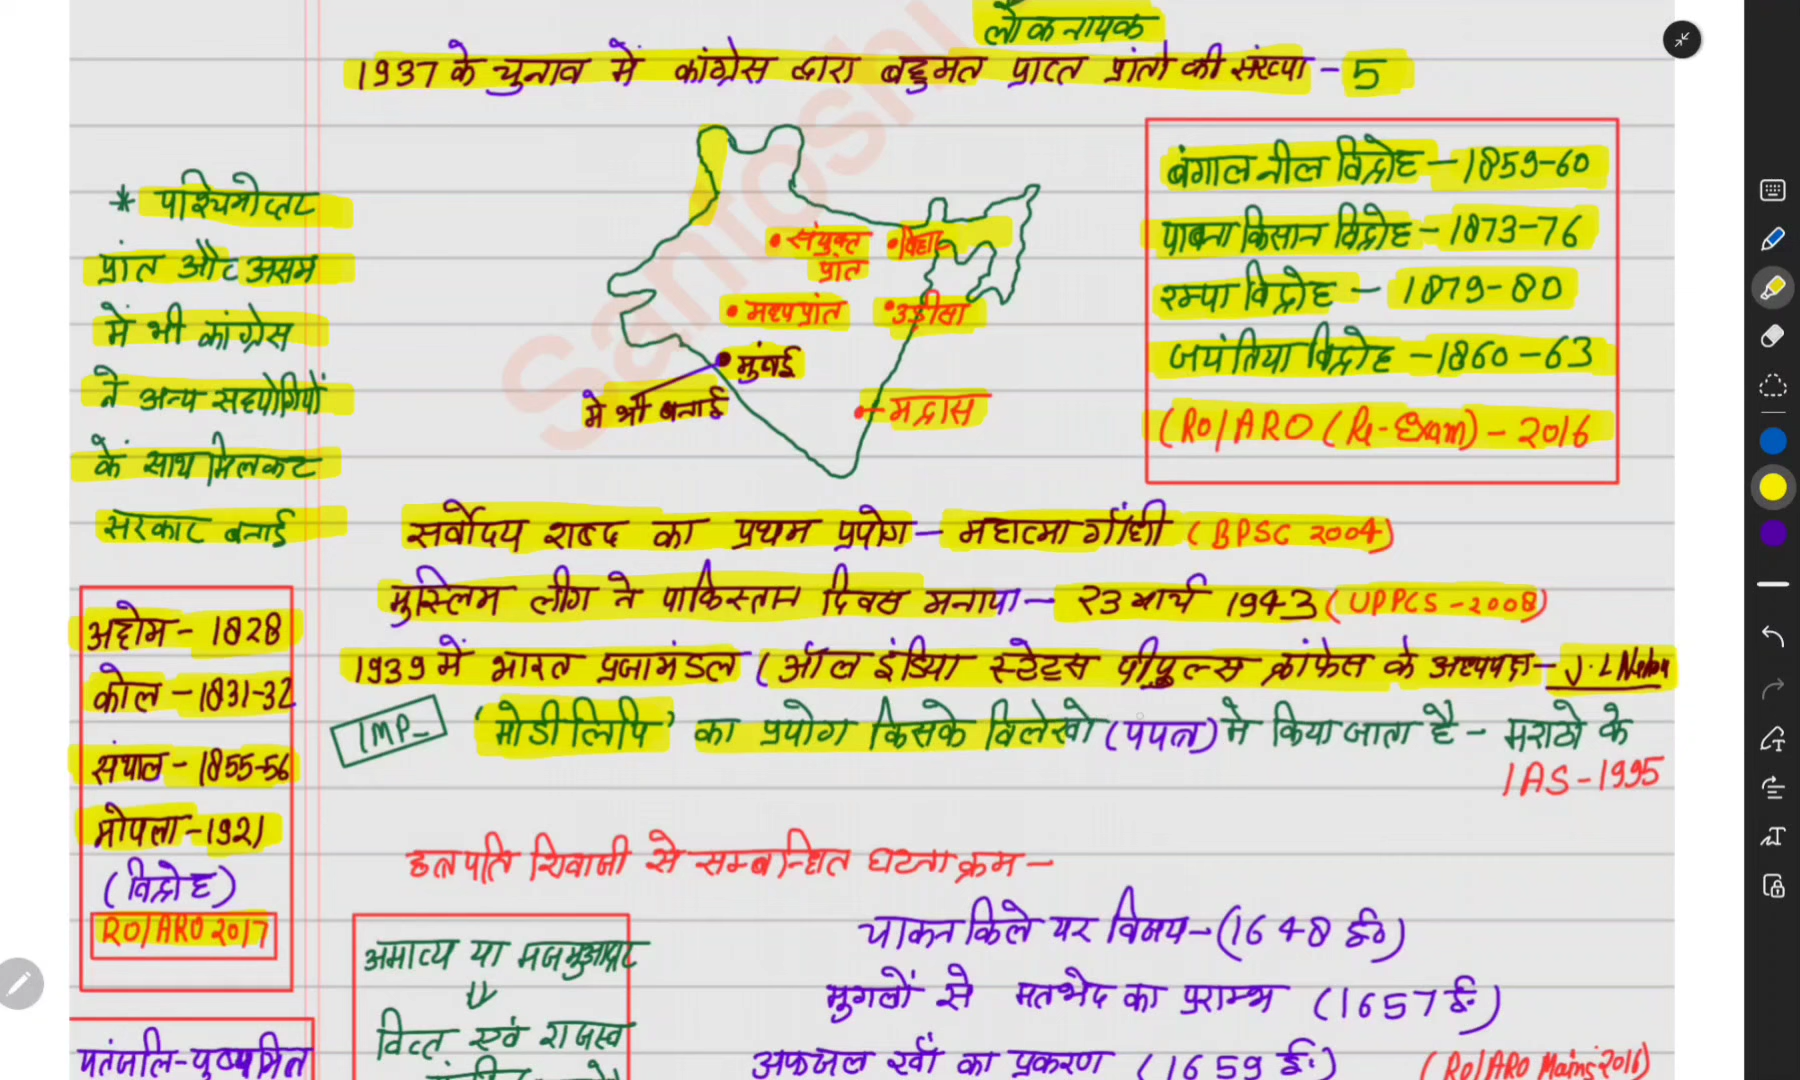 लोकनायक
1937 के चुनाव में कांग्रेस द्वारा बहुमत प्राप्त प्रांतो की संख्या - 5
* पश्चिमोत्तर
प्रांत और असम
में भी कांग्रेस
ने अन्य सहयोगियों
के साथ मिलकर
सरकार बनाई
• संयुक्त प्रांत
• बिहार
• मध्यप्रांत
• उड़ीसा
• मुंबई
में भी बनाई
मद्रास
बंगाल नील विद्रोह - 1859-60
पाबना किसान विद्रोह - 1873-76
रम्पा विद्रोह - 1879-80
जयंतिया विद्रोह - 1860-63
(RO/ARO (Re-Exam) - 2016
सर्वोदय शब्द का प्रथम प्रयोग - महात्मा गाँधी (BPSC 2004)
मुस्लिम लीग ने पाकिस्तान दिवस मनाया - 23 मार्च 1943 (UPPCS - 2008)
1939 में भारत प्रजामंडल (ऑल इंडिया स्टेट्स पीपुल्स कांफ्रेस के अध्यक्ष - J. L Nehru
IMP- 'मोडी लिपि' का प्रयोग किसके विलेखो (पपत्र) में किया जाता है - मराठो के
IAS - 1995
अहोम - 1828
कोल - 1831-32
संथाल - 1855-56
मोपला - 1921
(विद्रोह)
RO/ARO 2017
छत्रपति शिवाजी से सम्बन्धित घटनाक्रम -
चाकन किले पर विजय - (1648 ई०)
मुगलों से मतभेद का प्रारम्भ (1657 ई०)
अफजल खाँ का प्रकरण (1659 ई०)
(RO/ARO Mains 2016)
अमात्य या मजमुआदार
⇓
वित्त एवं राजस्व
पतंजलि - पुष्यमित्र
Santosh